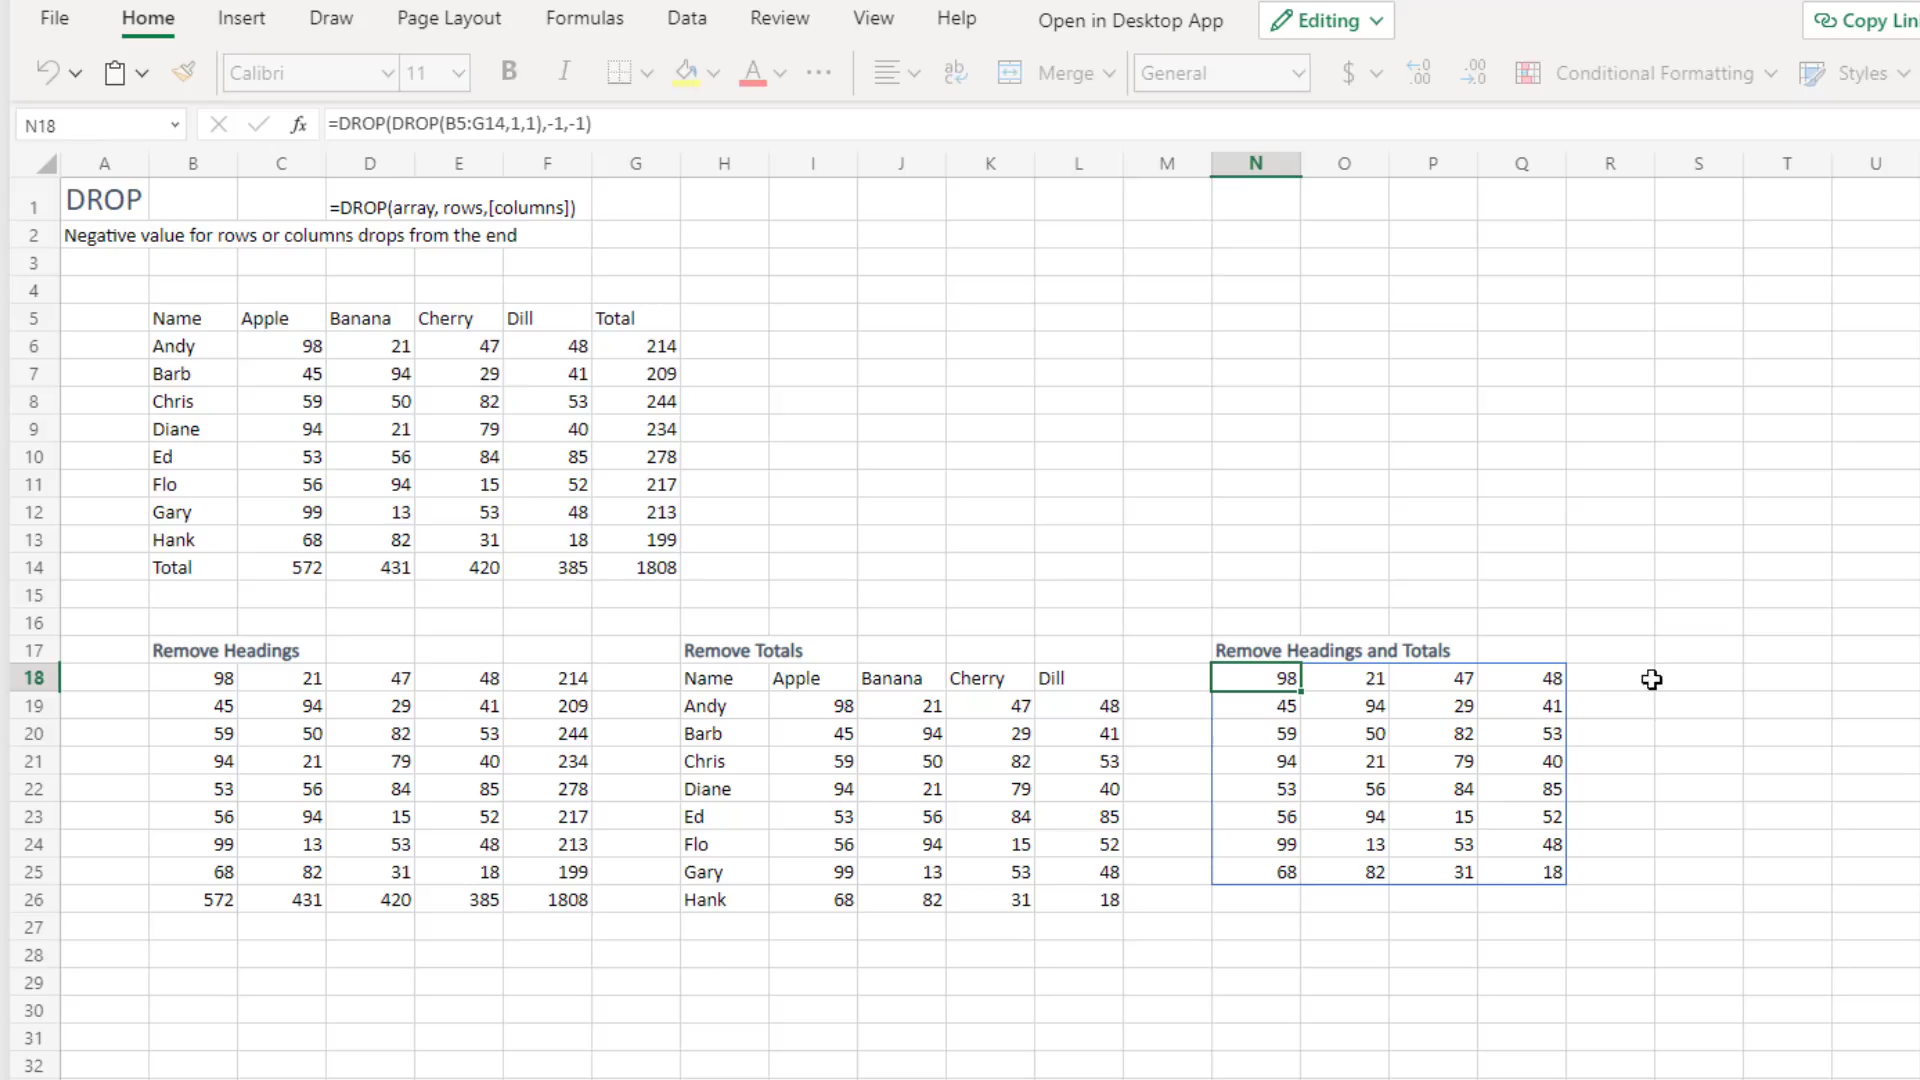 File Home Insert Draw Page Layout Formulas Data Review View Help Open in Desktop App Editing Copy Lin
Calibri 11 B I A ... ab Merge General $ .00 .00 Conditional Formatting Styles
N18 fx =DROP(DROP(B5:G14,1,1),-1,-1)
A B C D E F G H I J K L M N O P Q R S T U
1 DROP =DROP(array, rows,[columns])
2 Negative value for rows or columns drops from the end
3
4
5 Name Apple Banana Cherry Dill Total
6 Andy 98 21 47 48 214
7 Barb 45 94 29 41 209
8 Chris 59 50 82 53 244
9 Diane 94 21 79 40 234
10 Ed 53 56 84 85 278
11 Flo 56 94 15 52 217
12 Gary 99 13 53 48 213
13 Hank 68 82 31 18 199
14 Total 572 431 420 385 1808
15
16
17 Remove Headings Remove Totals Remove Headings and Totals
18 98 21 47 48 214 Name Apple Banana Cherry Dill 98 21 47 48
19 45 94 29 41 209 Andy 98 21 47 48 45 94 29 41
20 59 50 82 53 244 Barb 45 94 29 41 59 50 82 53
21 94 21 79 40 234 Chris 59 50 82 53 94 21 79 40
22 53 56 84 85 278 Diane 94 21 79 40 53 56 84 85
23 56 94 15 52 217 Ed 53 56 84 85 56 94 15 52
24 99 13 53 48 213 Flo 56 94 15 52 99 13 53 48
25 68 82 31 18 199 Gary 99 13 53 48 68 82 31 18
26 572 431 420 385 1808 Hank 68 82 31 18
27
28
29
30
31
32